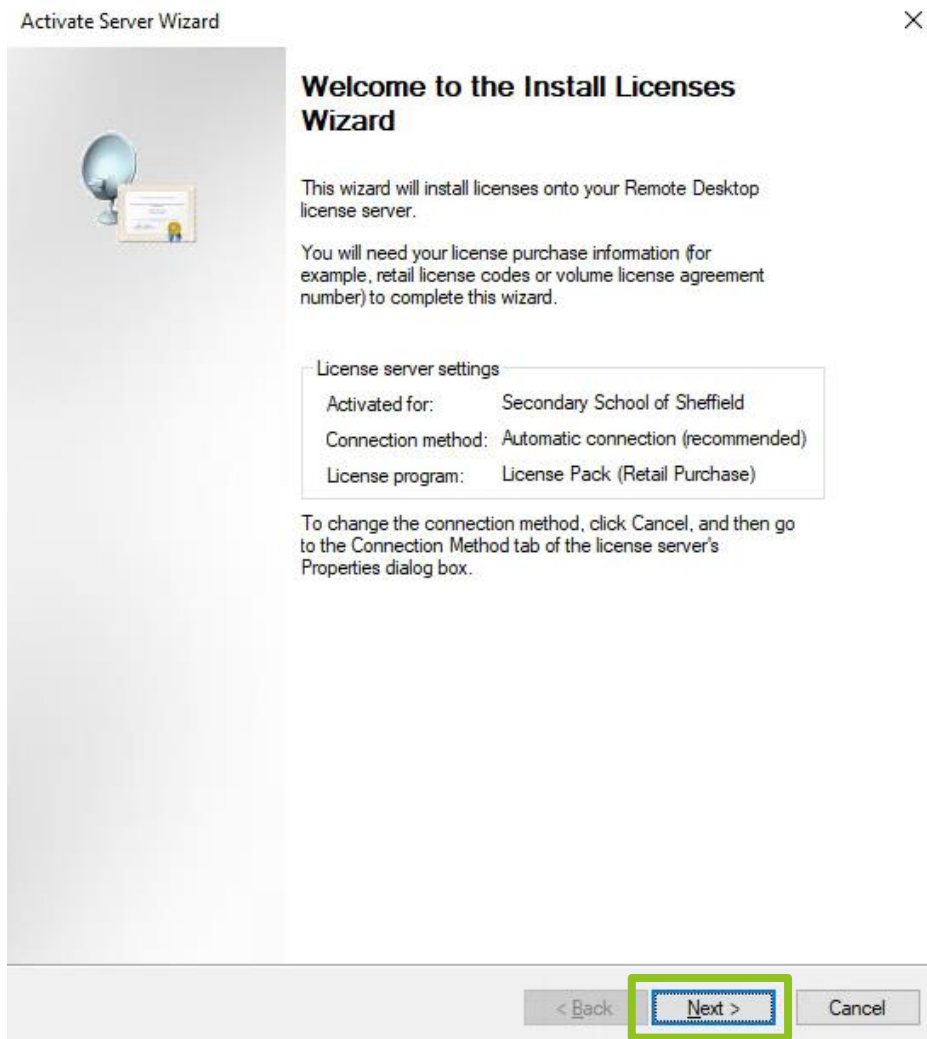 Activate Server Wizard
Welcome to the Install Licenses
Wizard
This wizard will install licenses onto your Remote Desktop
license server.
You will need your license purchase information (for
example, retail license codes or volume license agreement
number) to complete this wizard.
License server settings
Activated for: Secondary School of Sheffield
Connection method: Automatic connection (recommended)
License program: License Pack (Retail Purchase)
To change the connection method, click Cancel, and then go
to the Connection Method tab of the license server's
Properties dialog box.
< Back Next > Cancel